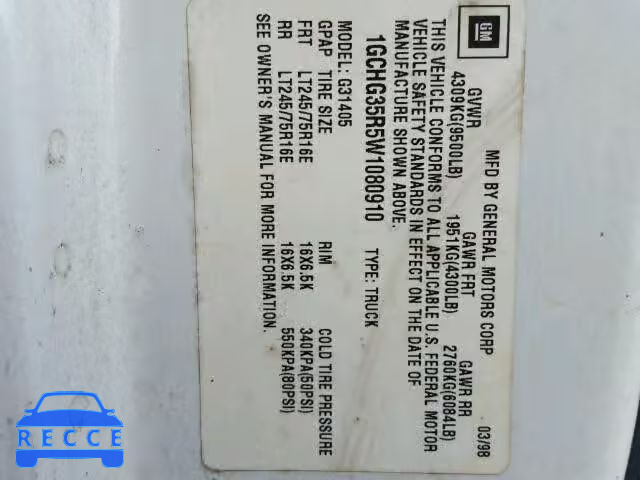 GM
MFD BY GENERAL MOTORS CORP 03/98
GVWR GAWR FRT GAWR RR
4309KG(9500LB) 1951KG(4300LB) 2760KG(6084LB)
THIS VEHICLE CONFORMS TO ALL APPLICABLE U.S. FEDERAL MOTOR
VEHICLE SAFETY STANDARDS IN EFFECT ON THE DATE OF
MANUFACTURE SHOWN ABOVE.
1GCHG35R5W1080910 TYPE: TRUCK
MODEL: G31405
GPAP TIRE SIZE RIM COLD TIRE PRESSURE
FRT LT245/75R16E 16X6.5K 340KPA(50PSI)
RR LT245/75R16E 16X6.5K 550KPA(80PSI)
SEE OWNER'S MANUAL FOR MORE INFORMATION.
RECCE